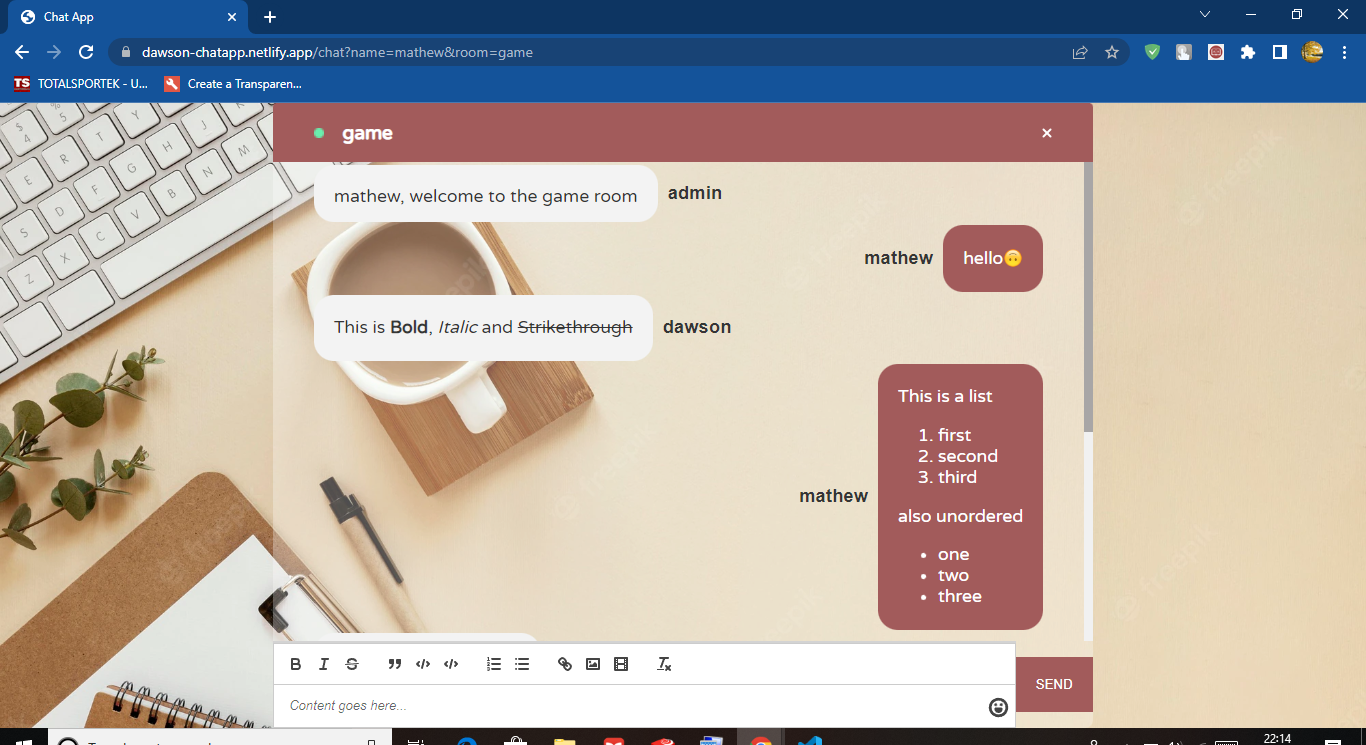 Chat App
dawson-chatapp.netlify.app/chat?name=mathew&room=game
TS TOTALSPORTEK - U...
Create a Transparen...
game
mathew, welcome to the game room
admin
mathew
hello🙃
This is Bold, Italic and Strikethrough
dawson
This is a list
1. first
2. second
3. third
mathew
also unordered
• one
• two
• three
B I S
SEND
Content goes here...
22:14